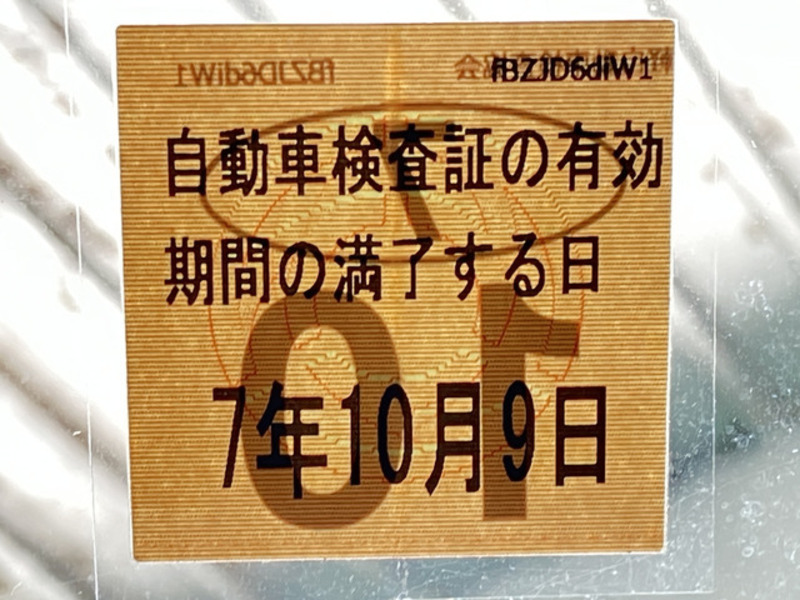 fBZJD6diW1
自動車検査証の有効
期間の満了する日
7年10月9日